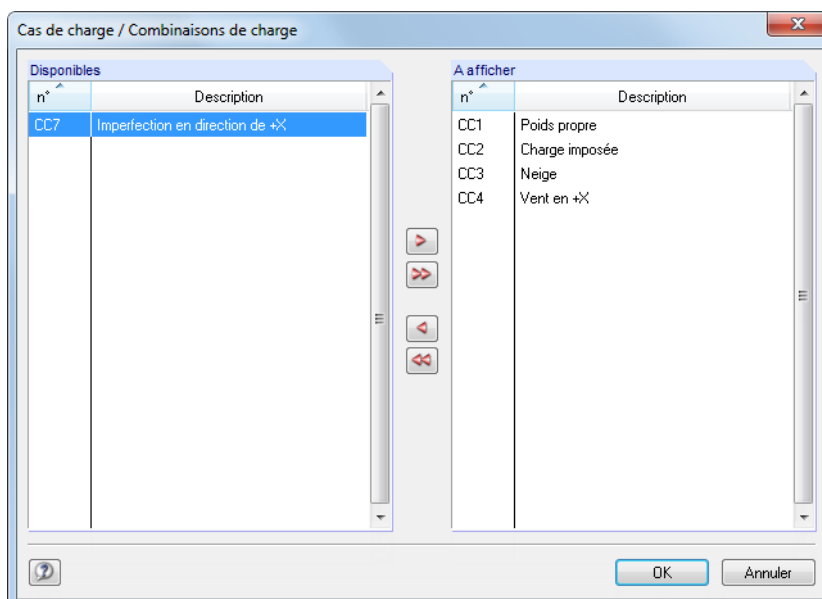 Cas de charge / Combinaisons de charge
Disponibles
n° Description
CC7 Imperfection en direction de +X
A afficher
n° Description
CC1 Poids propre
CC2 Charge imposée
CC3 Neige
CC4 Vent en +X
OK Annuler